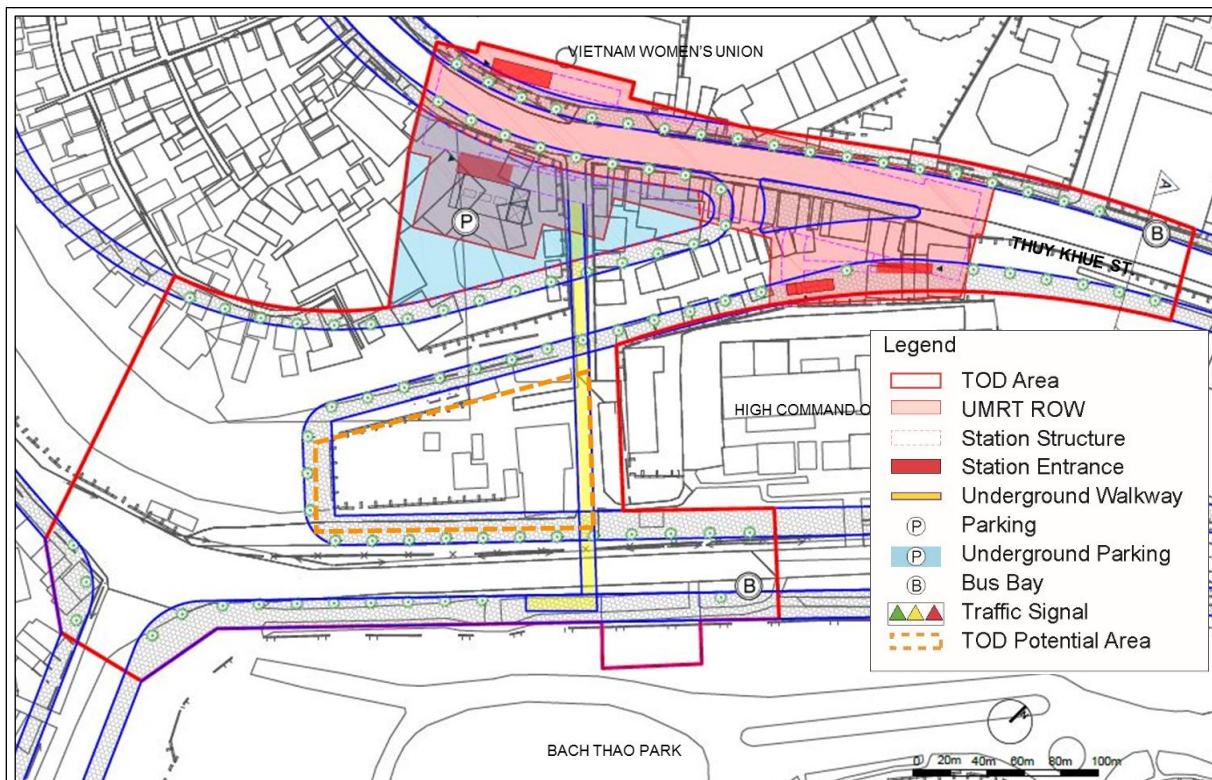 VIETNAM WOMEN'S UNION
P
B
THUY KHUE ST.
HIGH COMMAND O
B
BACH THAO PARK
Legend
TOD Area
UMRT ROW
Station Structure
Station Entrance
Underground Walkway
P Parking
P Underground Parking
B Bus Bay
Traffic Signal
TOD Potential Area
0 20m 40m 60m 80m 100m